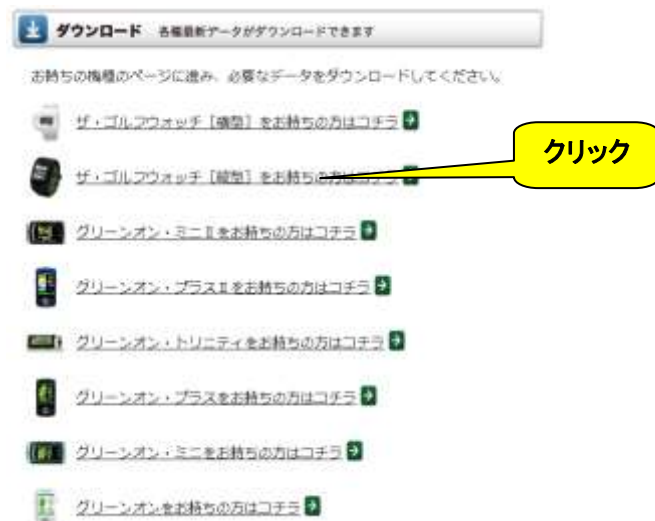 ダウンロード 各種最新データがダウンロードできます
お持ちの機種のページに進み、必要なデータをダウンロードしてください。
ザ・ゴルフウォッチ［横型］をお持ちの方はコチラ
クリック
ザ・ゴルフウォッチ［縦型］をお持ちの方はコチラ
グリーンオン・ミニⅡをお持ちの方はコチラ
グリーンオン・プラスⅡをお持ちの方はコチラ
グリーンオン・トリニティをお持ちの方はコチラ
グリーンオン・プラスをお持ちの方はコチラ
グリーンオン・ミニをお持ちの方はコチラ
グリーンオンをお持ちの方はコチラ